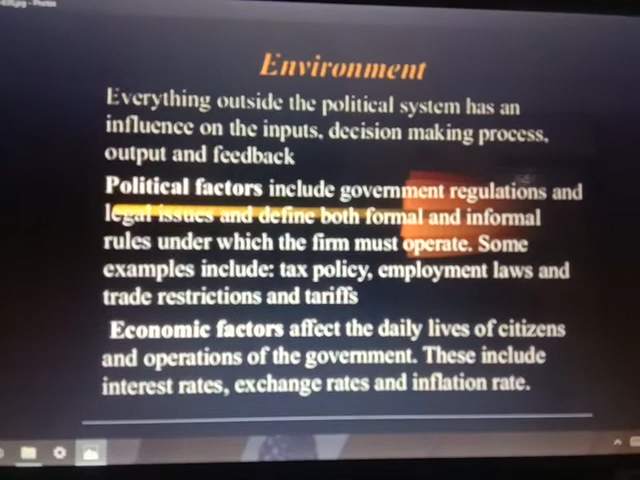 Environment
Everything outside the political system has an
influence on the inputs, decision making process,
output and feedback
Political factors include government regulations and
legal issues and define both formal and informal
rules under which the firm must operate. Some
examples include: tax policy, employment laws and
trade restrictions and tariffs
Economic factors affect the daily lives of citizens
and operations of the government. These include
interest rates, exchange rates and inflation rate.